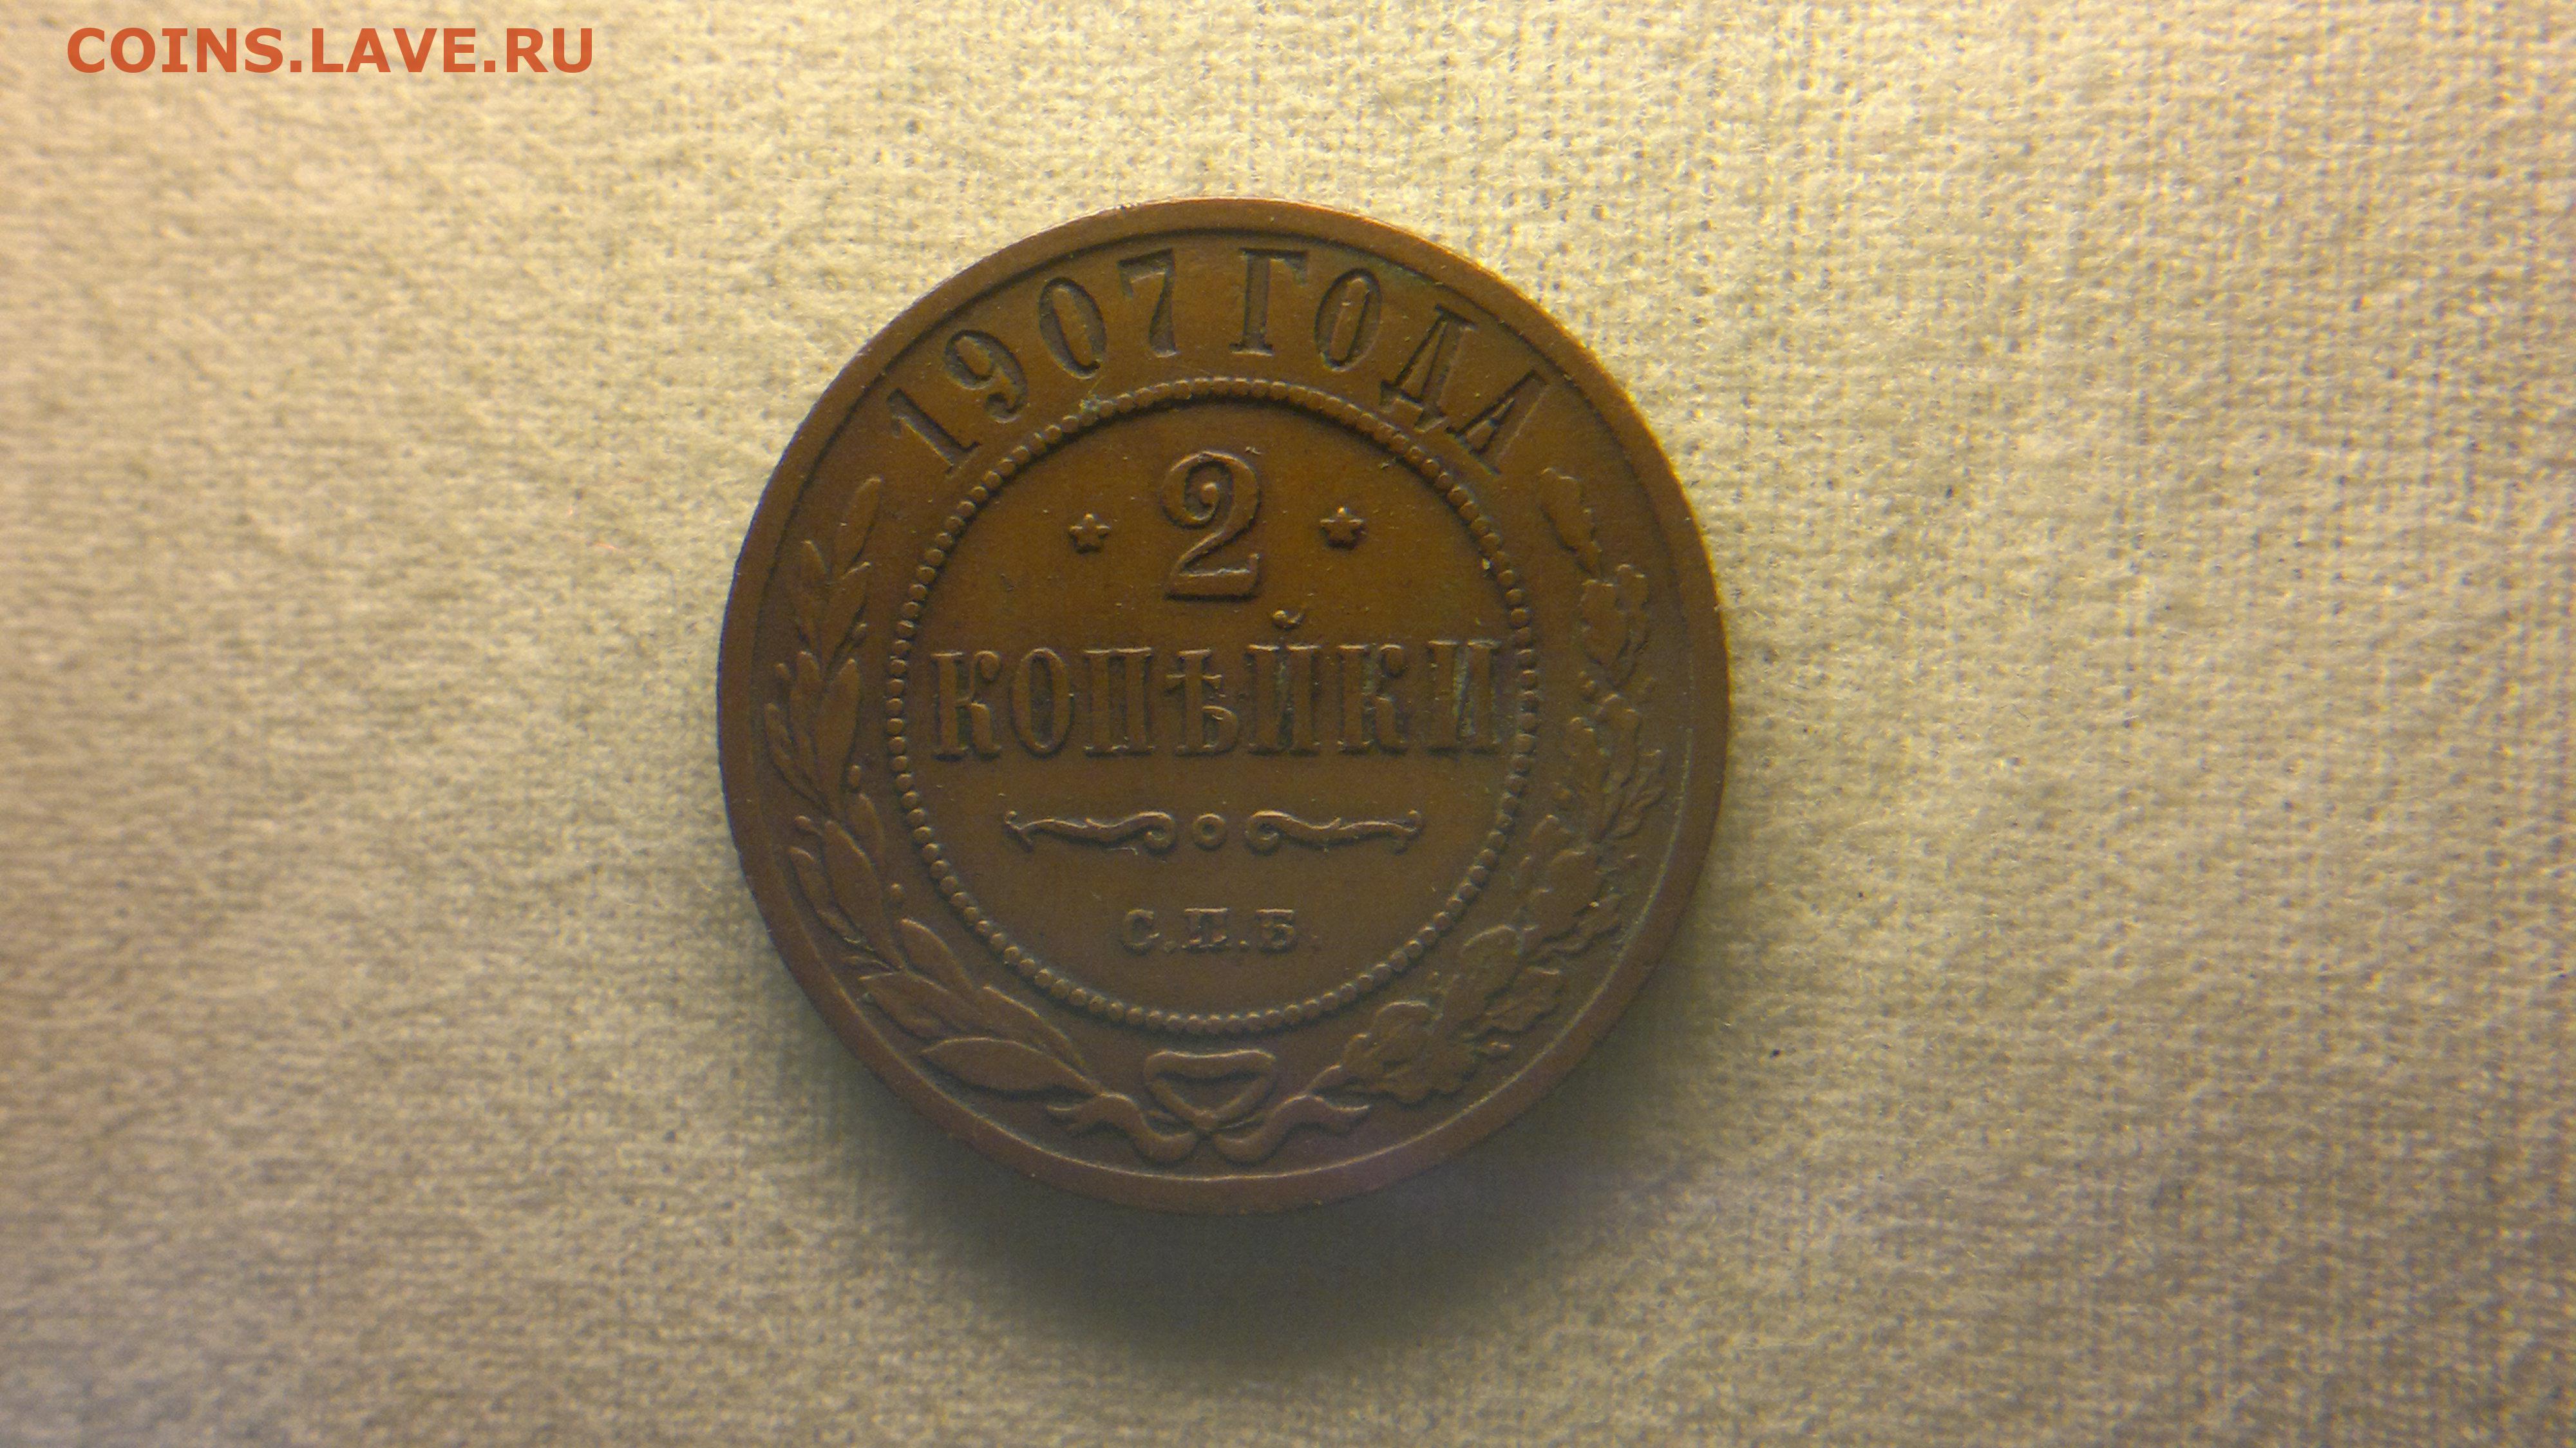 COINS.LAVE.RU
1907 ГОДА
* 2 *
КОПѢЙКИ
С.П.Б.